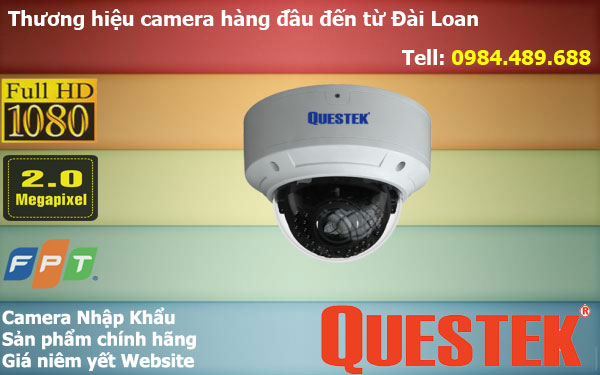 Thương hiệu camera hàng đầu đến từ Đài Loan
Tell: 0984.489.688
Full HD
1080
QUESTEK
2.0
Megapixel
FPT
Camera Nhập Khẩu
Sản phẩm chính hãng
Giá niêm yết Website
QUESTEK®